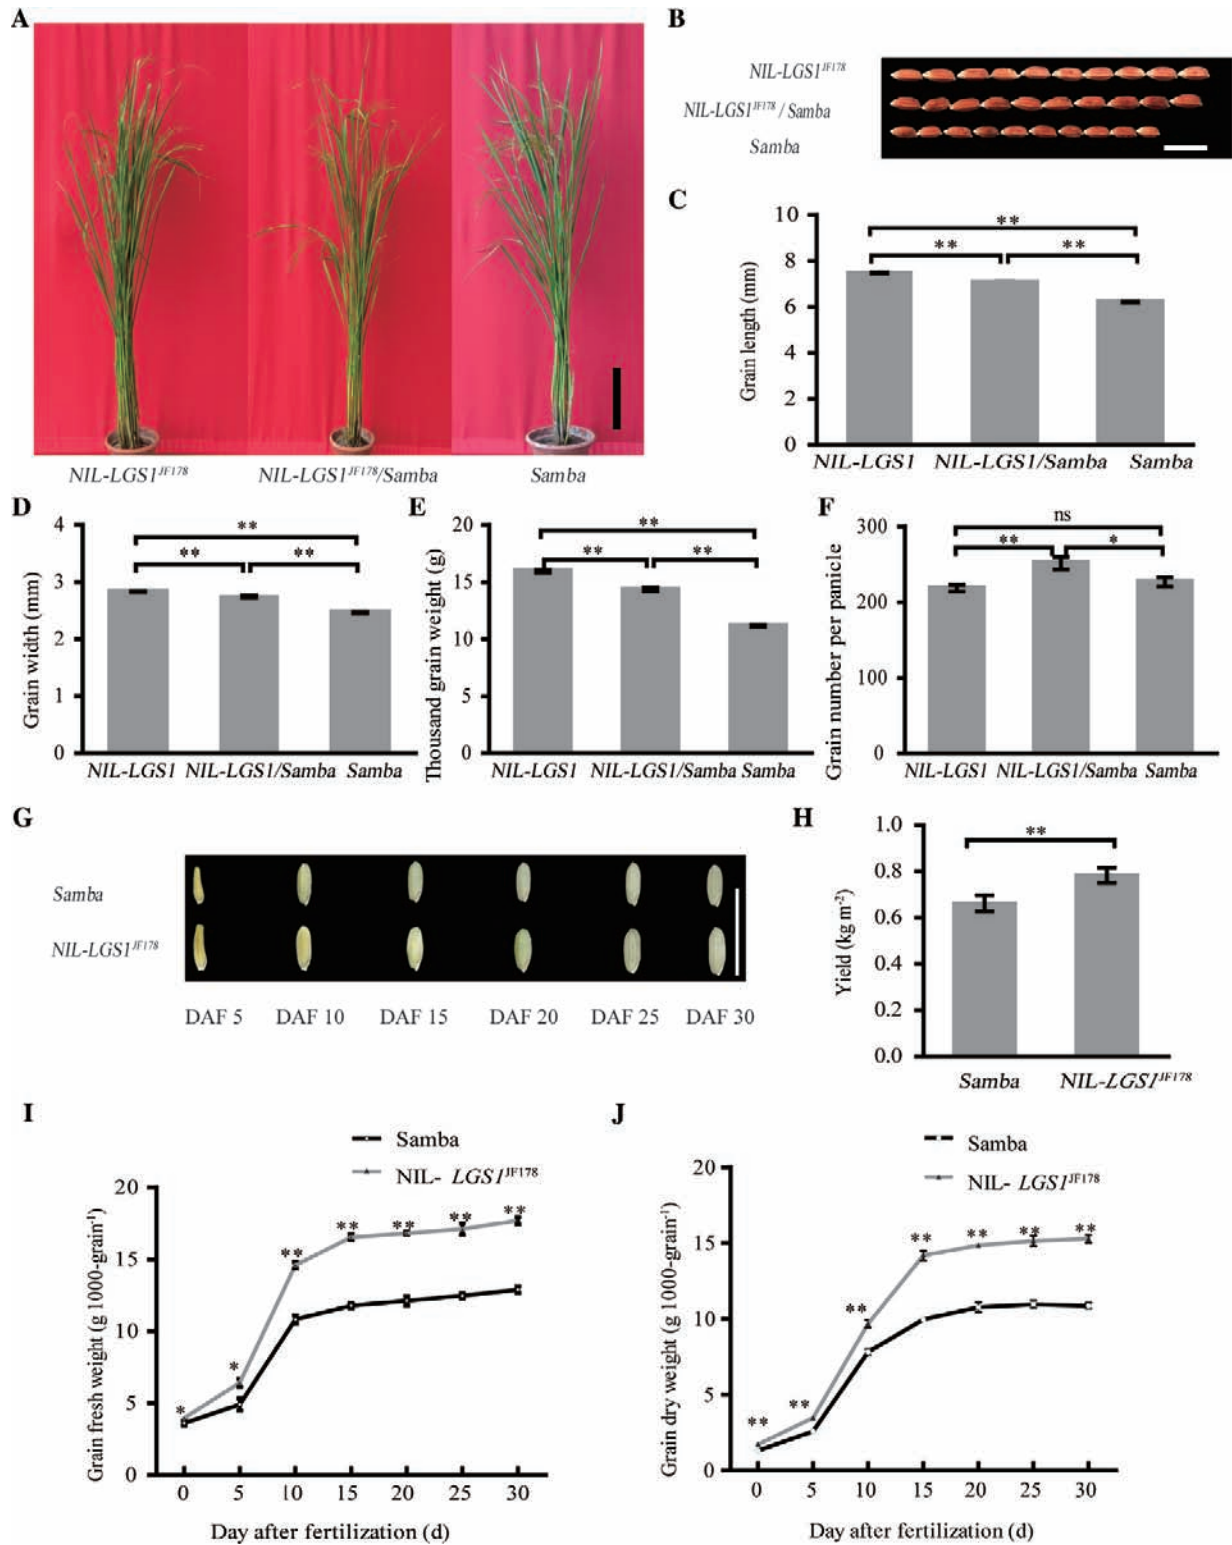 A
NIL-LGS1JF178
NIL-LGS1JF178/Samba
Samba
B
NIL-LGS1JF178
NIL-LGS1JF178 / Samba
Samba
C
Grain length (mm)
10
8
6
4
2
0
**
**
**
NIL-LGS1
NIL-LGS1/Samba
Samba
D
Grain width (mm)
4
3
2
1
0
**
**
**
NIL-LGS1
NIL-LGS1/Samba
Samba
E
Thousand grain weight (g)
20
15
10
5
0
**
**
**
NIL-LGS1
NIL-LGS1/Samba
Samba
F
Grain number per panicle
300
200
100
0
ns
**
*
NIL-LGS1
NIL-LGS1/Samba
Samba
G
Samba
NIL-LGS1JF178
DAF 5
DAF 10
DAF 15
DAF 20
DAF 25
DAF 30
H
Yield (kg m-2)
1.0
0.8
0.6
0.4
0.2
0.0
**
Samba
NIL-LGS1JF178
I
Samba
NIL- LGS1JF178
Grain fresh weight (g 1000-grain-1)
20
15
10
5
0
*
*
**
**
**
**
**
0 5 10 15 20 25 30
Day after fertilization (d)
J
Samba
NIL- LGS1JF178
Grain dry weight (g 1000-grain-1)
20
15
10
5
0
**
**
**
**
**
**
**
0 5 10 15 20 25 30
Day after fertilization (d)